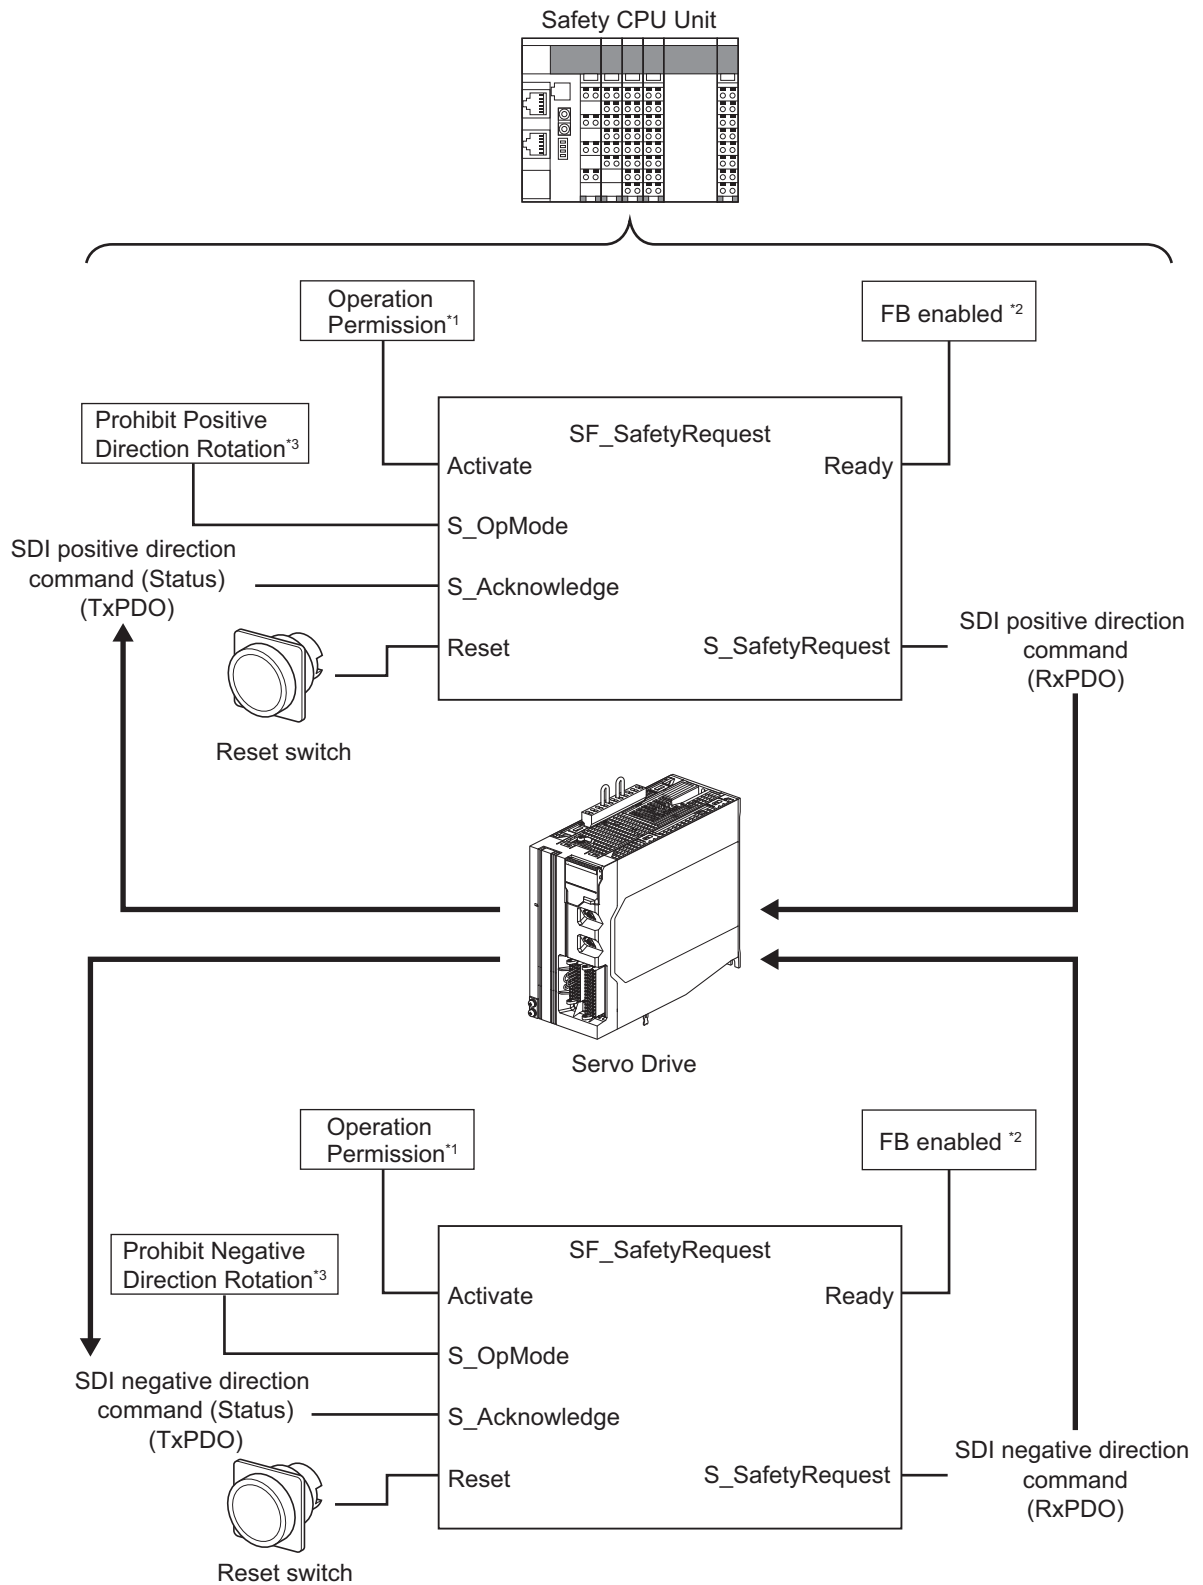 Safety CPU Unit
Operation
Permission*1
FB enabled *2
Prohibit Positive
Direction Rotation*3
SF_SafetyRequest
Activate
Ready
S_OpMode
SDI positive direction
command (Status)
(TxPDO)
S_Acknowledge
Reset
S_SafetyRequest
SDI positive direction
command
(RxPDO)
Reset switch
Servo Drive
Operation
Permission*1
FB enabled *2
Prohibit Negative
Direction Rotation*3
SF_SafetyRequest
Activate
Ready
S_OpMode
SDI negative direction
command (Status)
(TxPDO)
S_Acknowledge
Reset
S_SafetyRequest
SDI negative direction
command
(RxPDO)
Reset switch